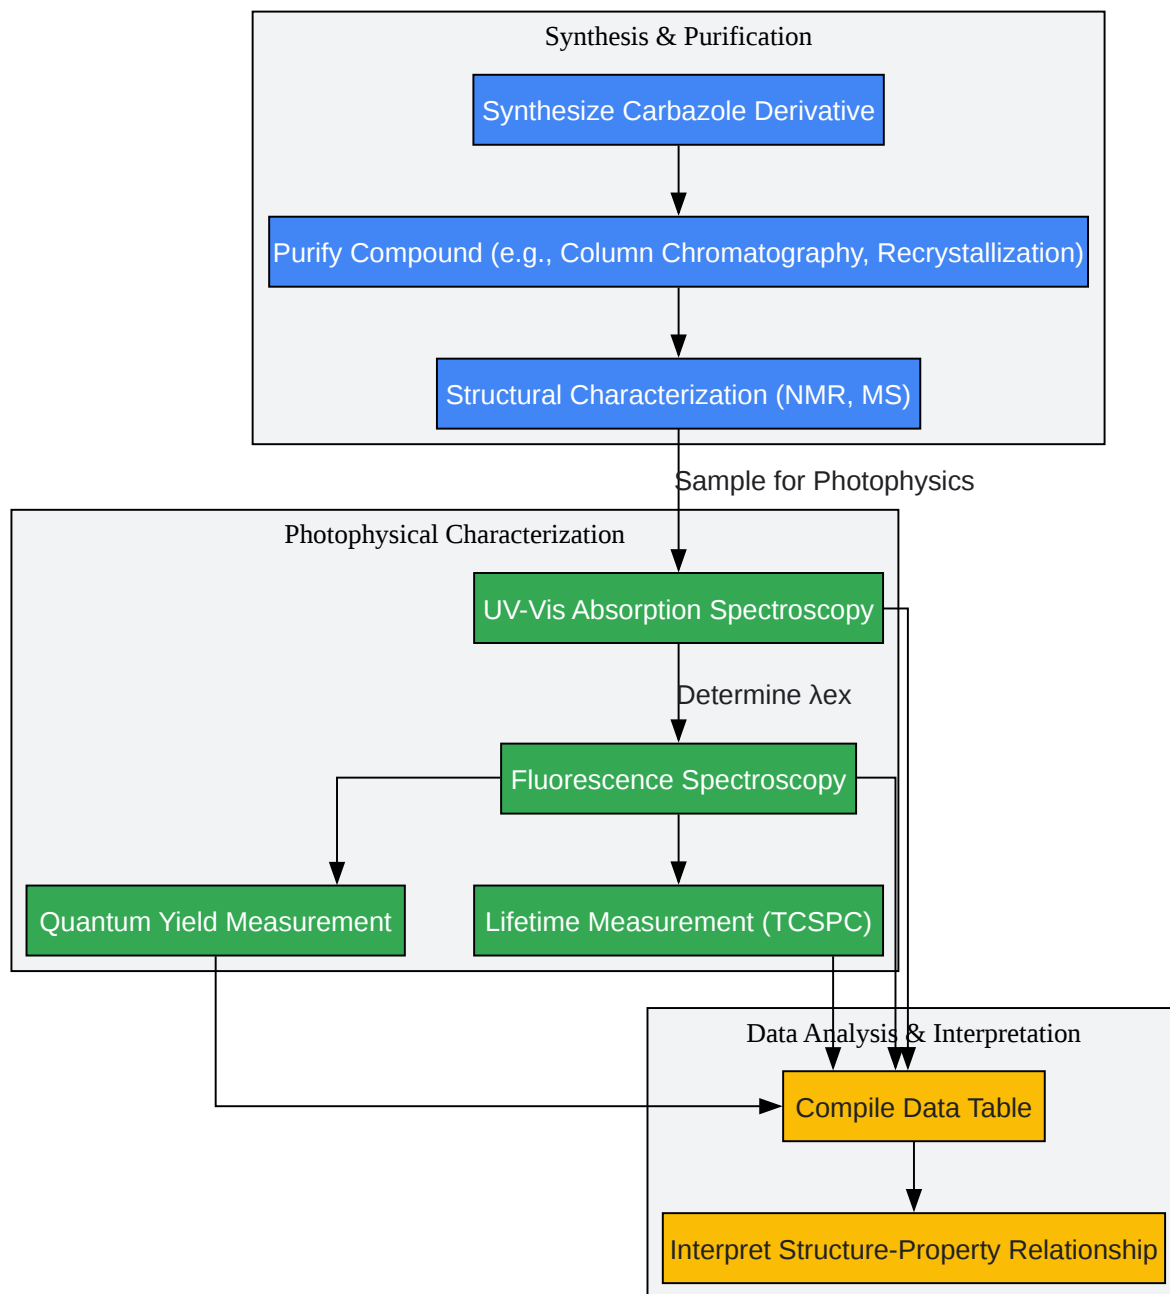 Synthesis & Purification
Synthesize Carbazole Derivative
Purify Compound (e.g., Column Chromatography, Recrystallization)
Structural Characterization (NMR, MS)
Sample for Photophysics
Photophysical Characterization
UV-Vis Absorption Spectroscopy
Determine λex
Fluorescence Spectroscopy
Quantum Yield Measurement
Lifetime Measurement (TCSPC)
Data Analysis & Interpretation
Compile Data Table
Interpret Structure-Property Relationship